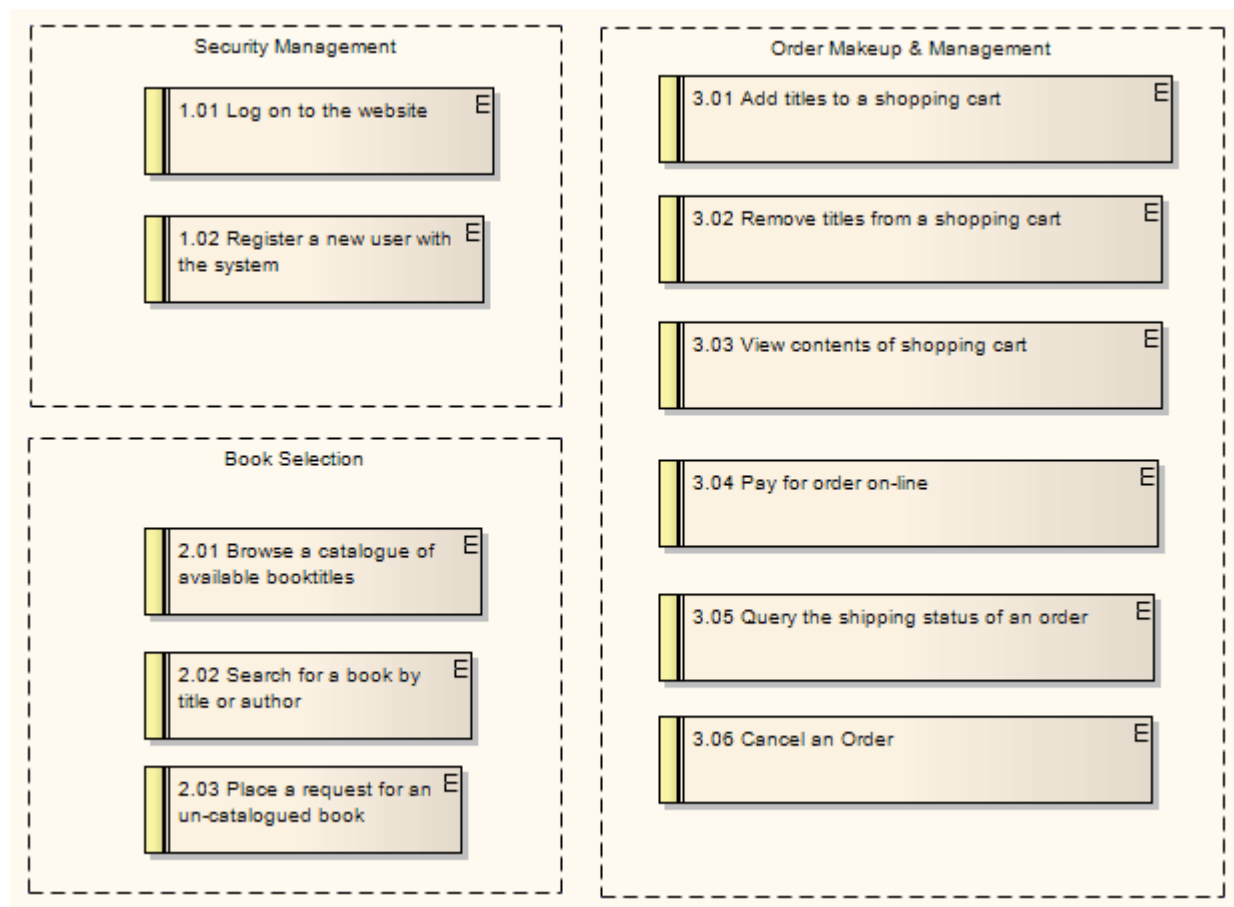 Security Management
1.01 Log on to the website
E
1.02 Register a new user with
the system
E
Book Selection
2.01 Browse a catalogue of
available booktitles
E
2.02 Search for a book by
title or author
E
2.03 Place a request for an
un-catalogued book
E
Order Makeup & Management
3.01 Add titles to a shopping cart
E
3.02 Remove titles from a shopping cart
E
3.03 View contents of shopping cart
E
3.04 Pay for order on-line
E
3.05 Query the shipping status of an order
E
3.06 Cancel an Order
E